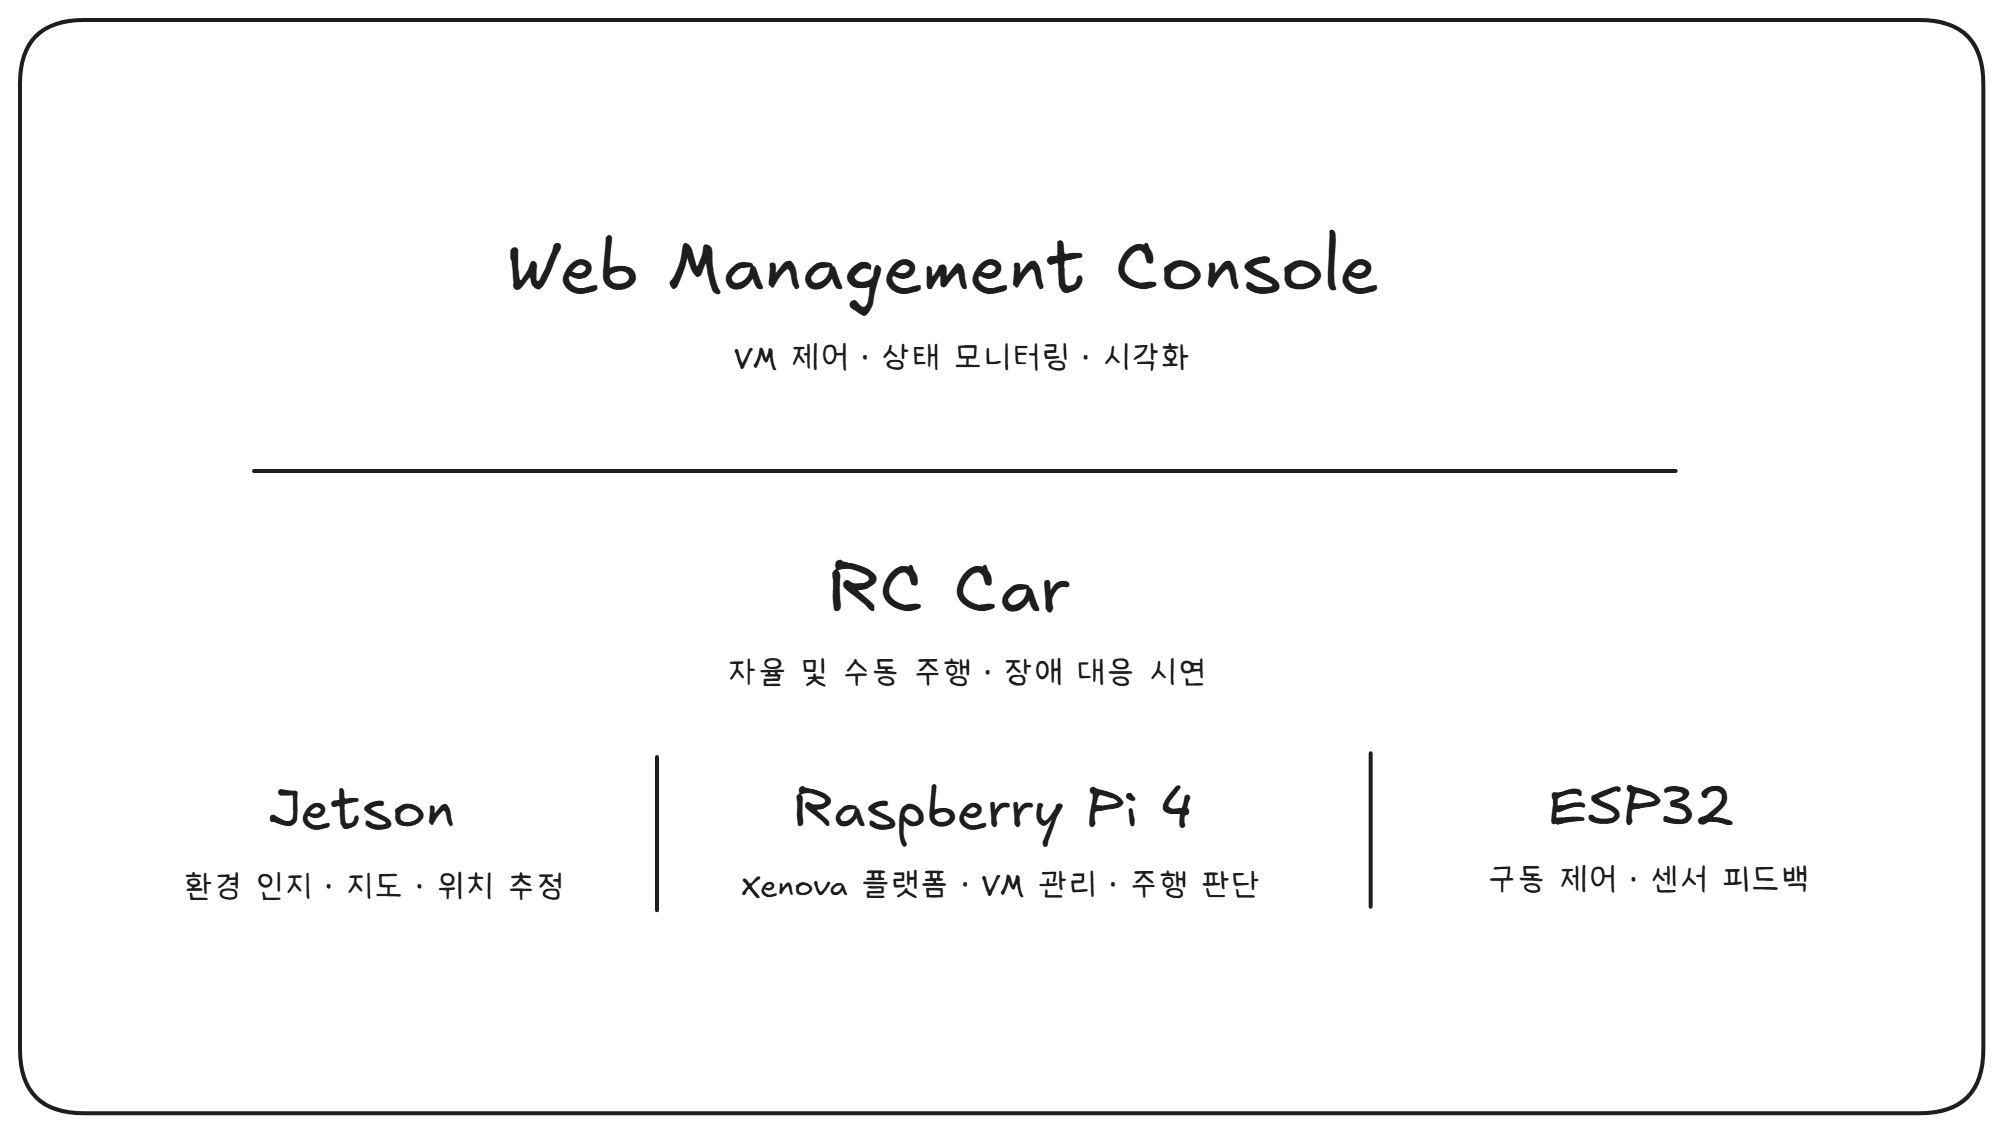 Web Management Console
VM 제어 · 상태 모니터링 · 시각화
RC Car
자율 및 수동 주행 · 장애 대응 시연
Jetson
환경 인지 · 지도 · 위치 추정
Raspberry Pi 4
Xenova 플랫폼 · VM 관리 · 주행 판단
ESP32
구동 제어 · 센서 피드백